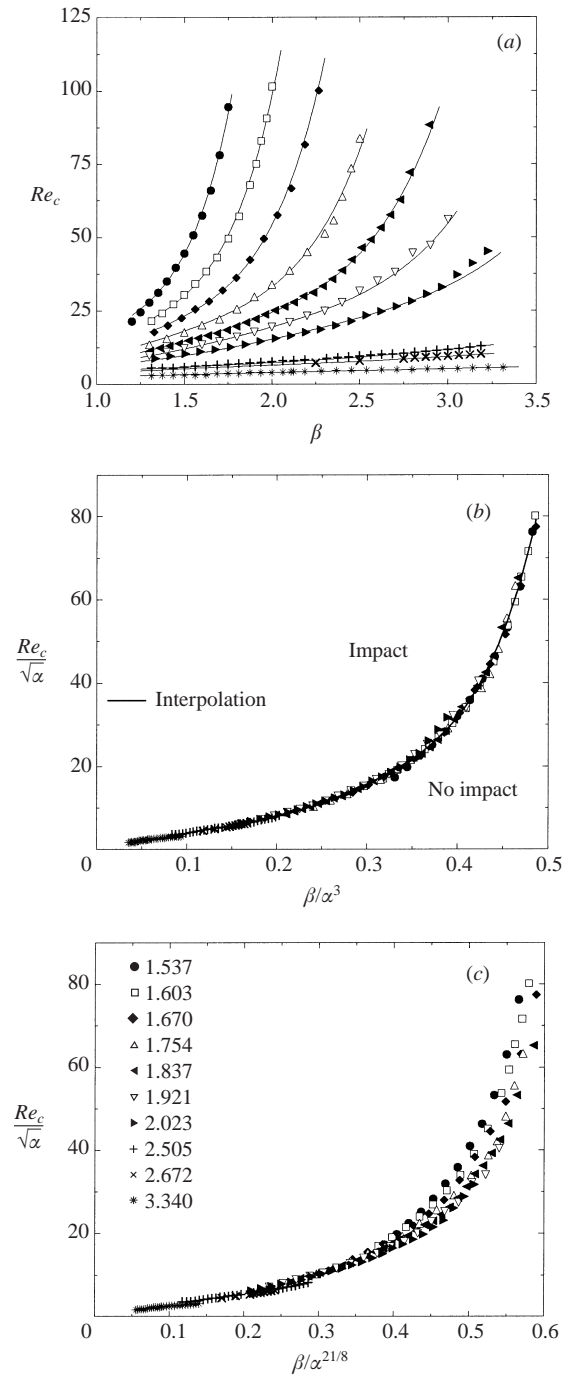 125
(a)
100
75
Re_c
50
25
0
1.0 1.5 2.0 2.5 3.0 3.5
β
80
(b)
60
Re_c
√α
Impact
40
Interpolation
No impact
20
0 0.1 0.2 0.3 0.4 0.5
β/α³
80
1.537
(c)
1.603
1.670
60
1.754
1.837
Re_c
√α
1.921
40
2.023
2.505
2.672
3.340
20
0 0.1 0.2 0.3 0.4 0.5 0.6
β/α^{21/8}